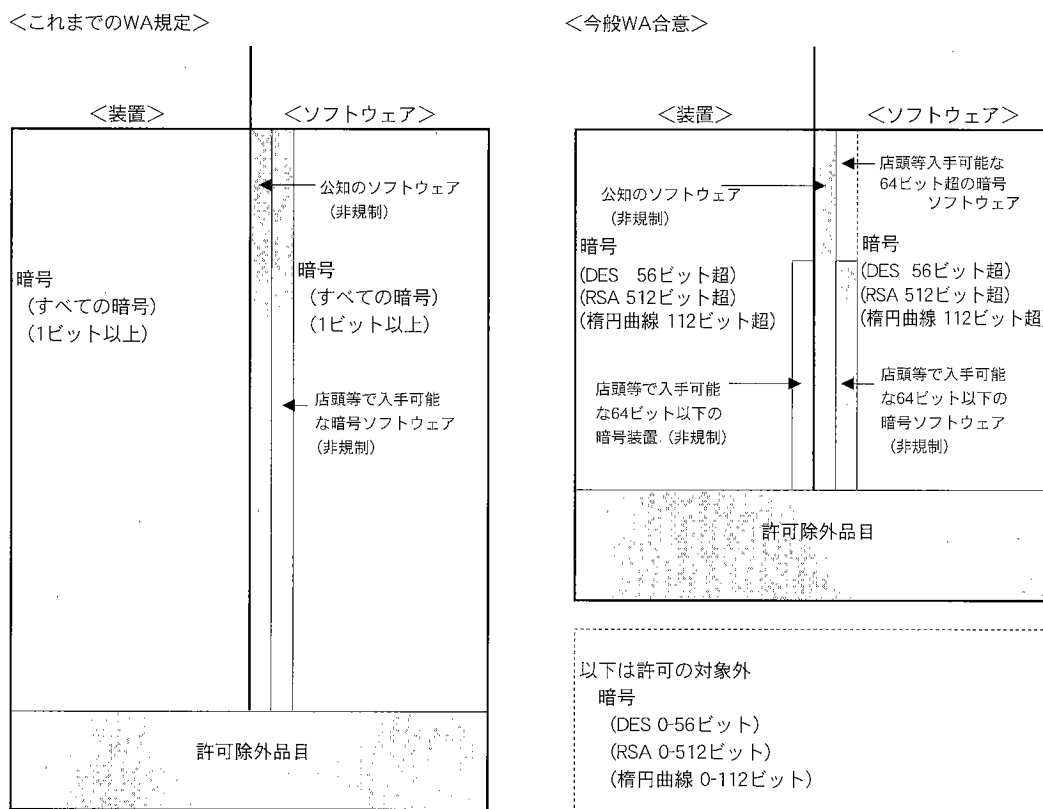 ＜これまでのWA規定＞
＜装置＞
＜ソフトウェア＞
公知のソフトウェア
(非規制)
暗号
(すべての暗号)
(1ビット以上)
暗号
(すべての暗号)
(1ビット以上)
店頭等で入手可能
な暗号ソフトウェア
(非規制)
許可除外品目
＜今般WA合意＞
＜装置＞
＜ソフトウェア＞
公知のソフトウェア
(非規制)
店頭等入手可能な
64ビット超の暗号
ソフトウェア
暗号
(DES 56ビット超)
(RSA 512ビット超)
(楕円曲線 112ビット超)
暗号
(DES 56ビット超)
(RSA 512ビット超)
(楕円曲線 112ビット超)
店頭等で入手可能
な64ビット以下の
暗号装置 (非規制)
店頭等で入手可能
な64ビット以下の
暗号ソフトウェア
(非規制)
許可除外品目
以下は許可の対象外
暗号
(DES 0-56ビット)
(RSA 0-512ビット)
(楕円曲線 0-112ビット)